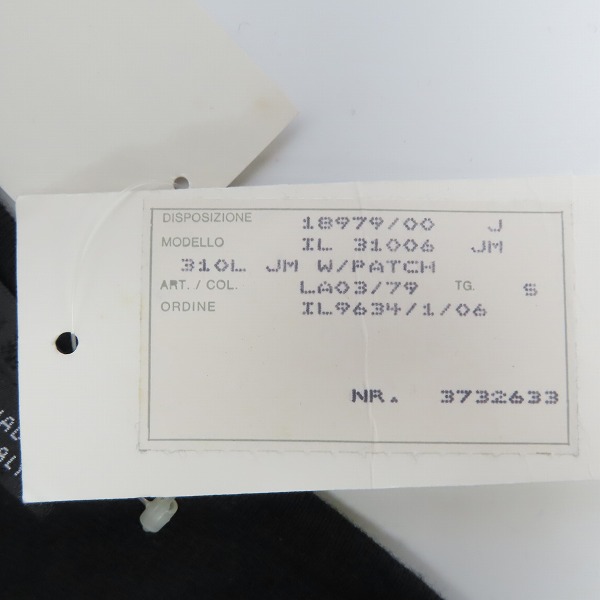 DISPOSIZIONE 18979/00 J
MODELLO IL 31006 JM
310L JM W/PATCH
ART. / COL. LA03/79 TG. S
ORDINE IL9634/1/06
NR. 3732633